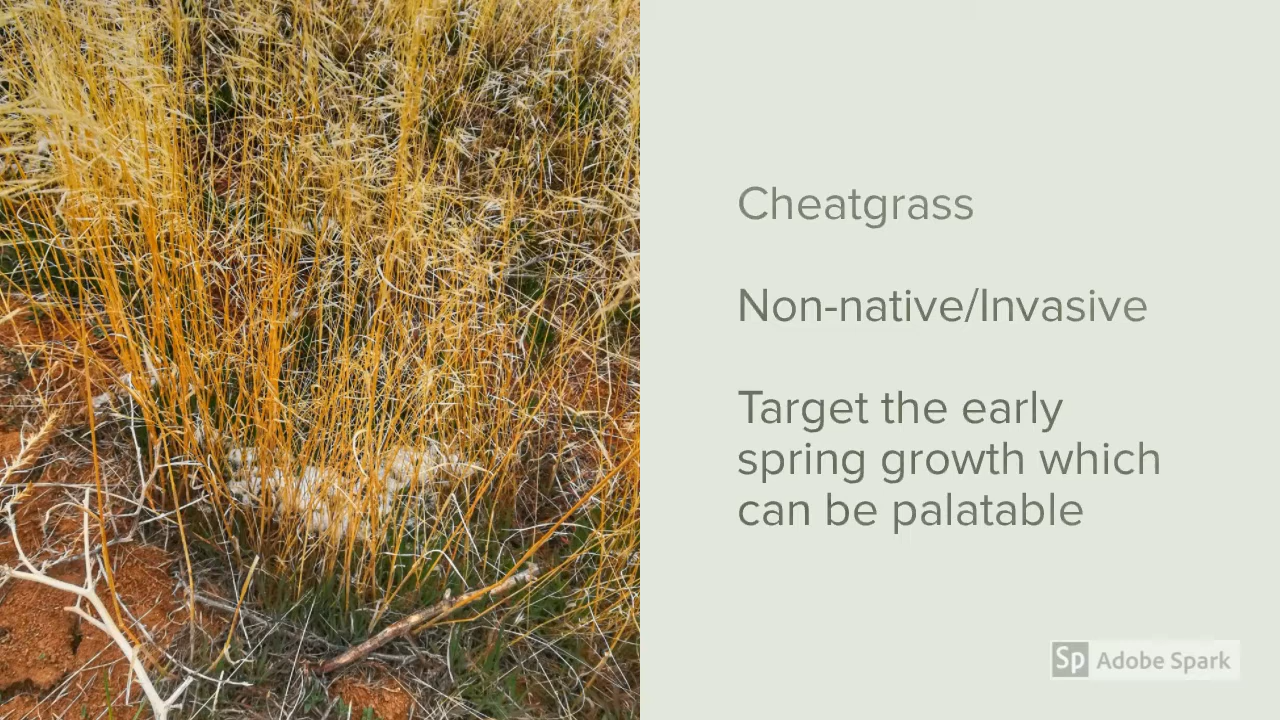 Cheatgrass
Non-native/Invasive
Target the early
spring growth which
can be palatable
Sp Adobe Spark